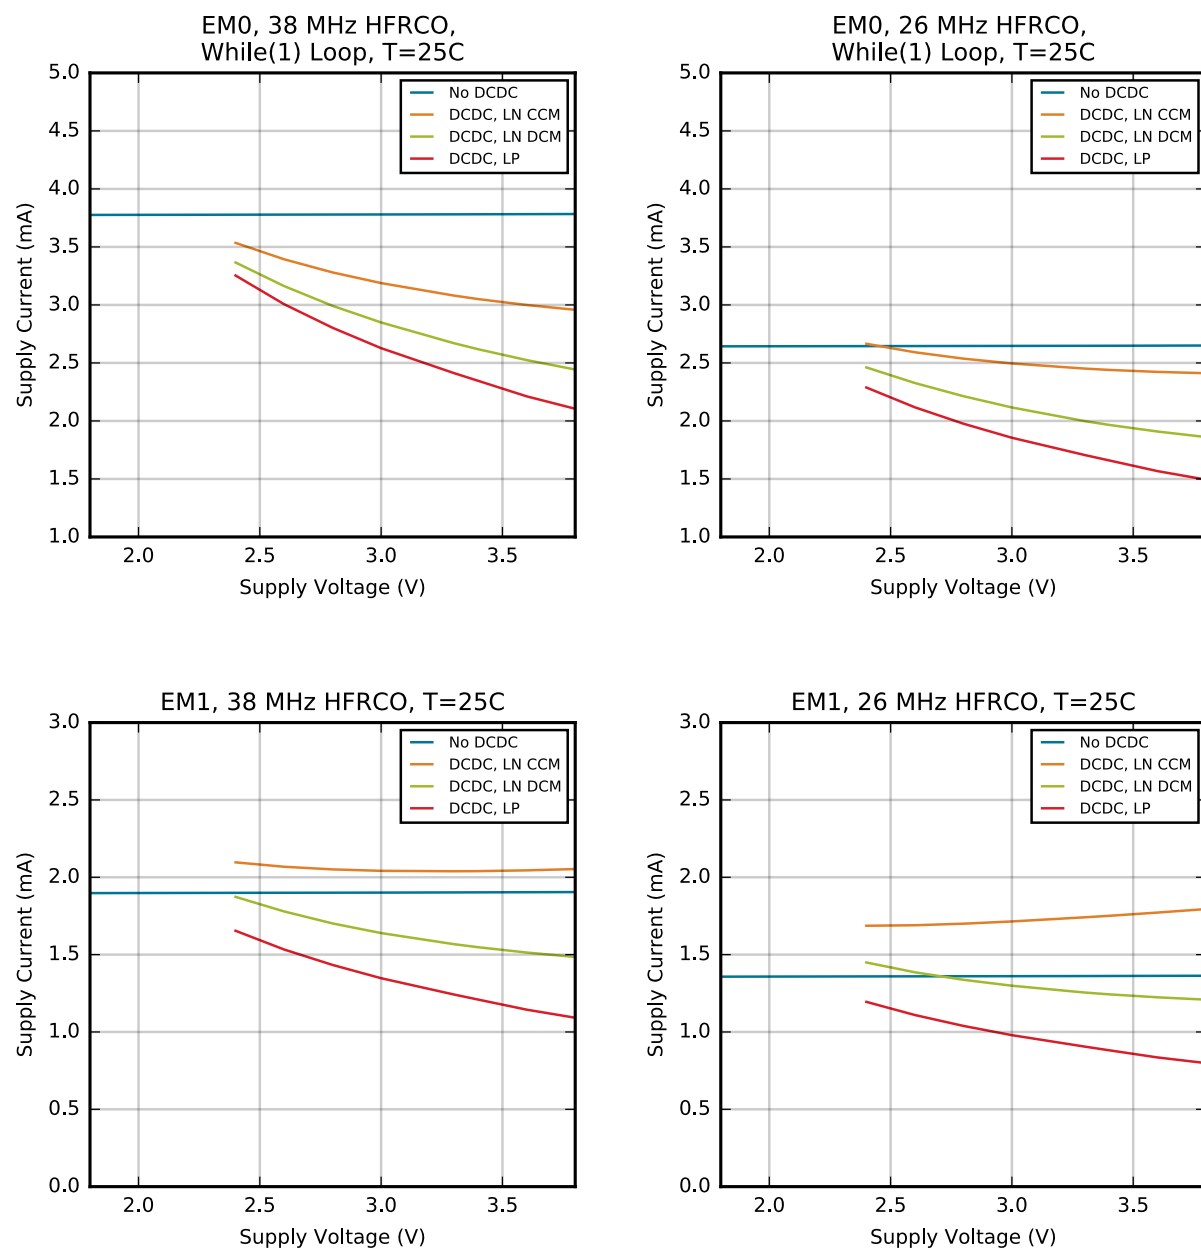 EM0, 38 MHz HFRCO,
While(1) Loop, T=25C
5.0
4.5
4.0
3.5
3.0
2.5
2.0
1.5
1.0
Supply Current (mA)
No DCDC
DCDC, LN CCM
DCDC, LN DCM
DCDC, LP
2.0 2.5 3.0 3.5
Supply Voltage (V)
EM0, 26 MHz HFRCO,
While(1) Loop, T=25C
5.0
4.5
4.0
3.5
3.0
2.5
2.0
1.5
1.0
Supply Current (mA)
No DCDC
DCDC, LN CCM
DCDC, LN DCM
DCDC, LP
2.0 2.5 3.0 3.5
Supply Voltage (V)
EM1, 38 MHz HFRCO, T=25C
3.0
2.5
2.0
1.5
1.0
0.5
0.0
Supply Current (mA)
No DCDC
DCDC, LN CCM
DCDC, LN DCM
DCDC, LP
2.0 2.5 3.0 3.5
Supply Voltage (V)
EM1, 26 MHz HFRCO, T=25C
3.0
2.5
2.0
1.5
1.0
0.5
0.0
Supply Current (mA)
No DCDC
DCDC, LN CCM
DCDC, LN DCM
DCDC, LP
2.0 2.5 3.0 3.5
Supply Voltage (V)